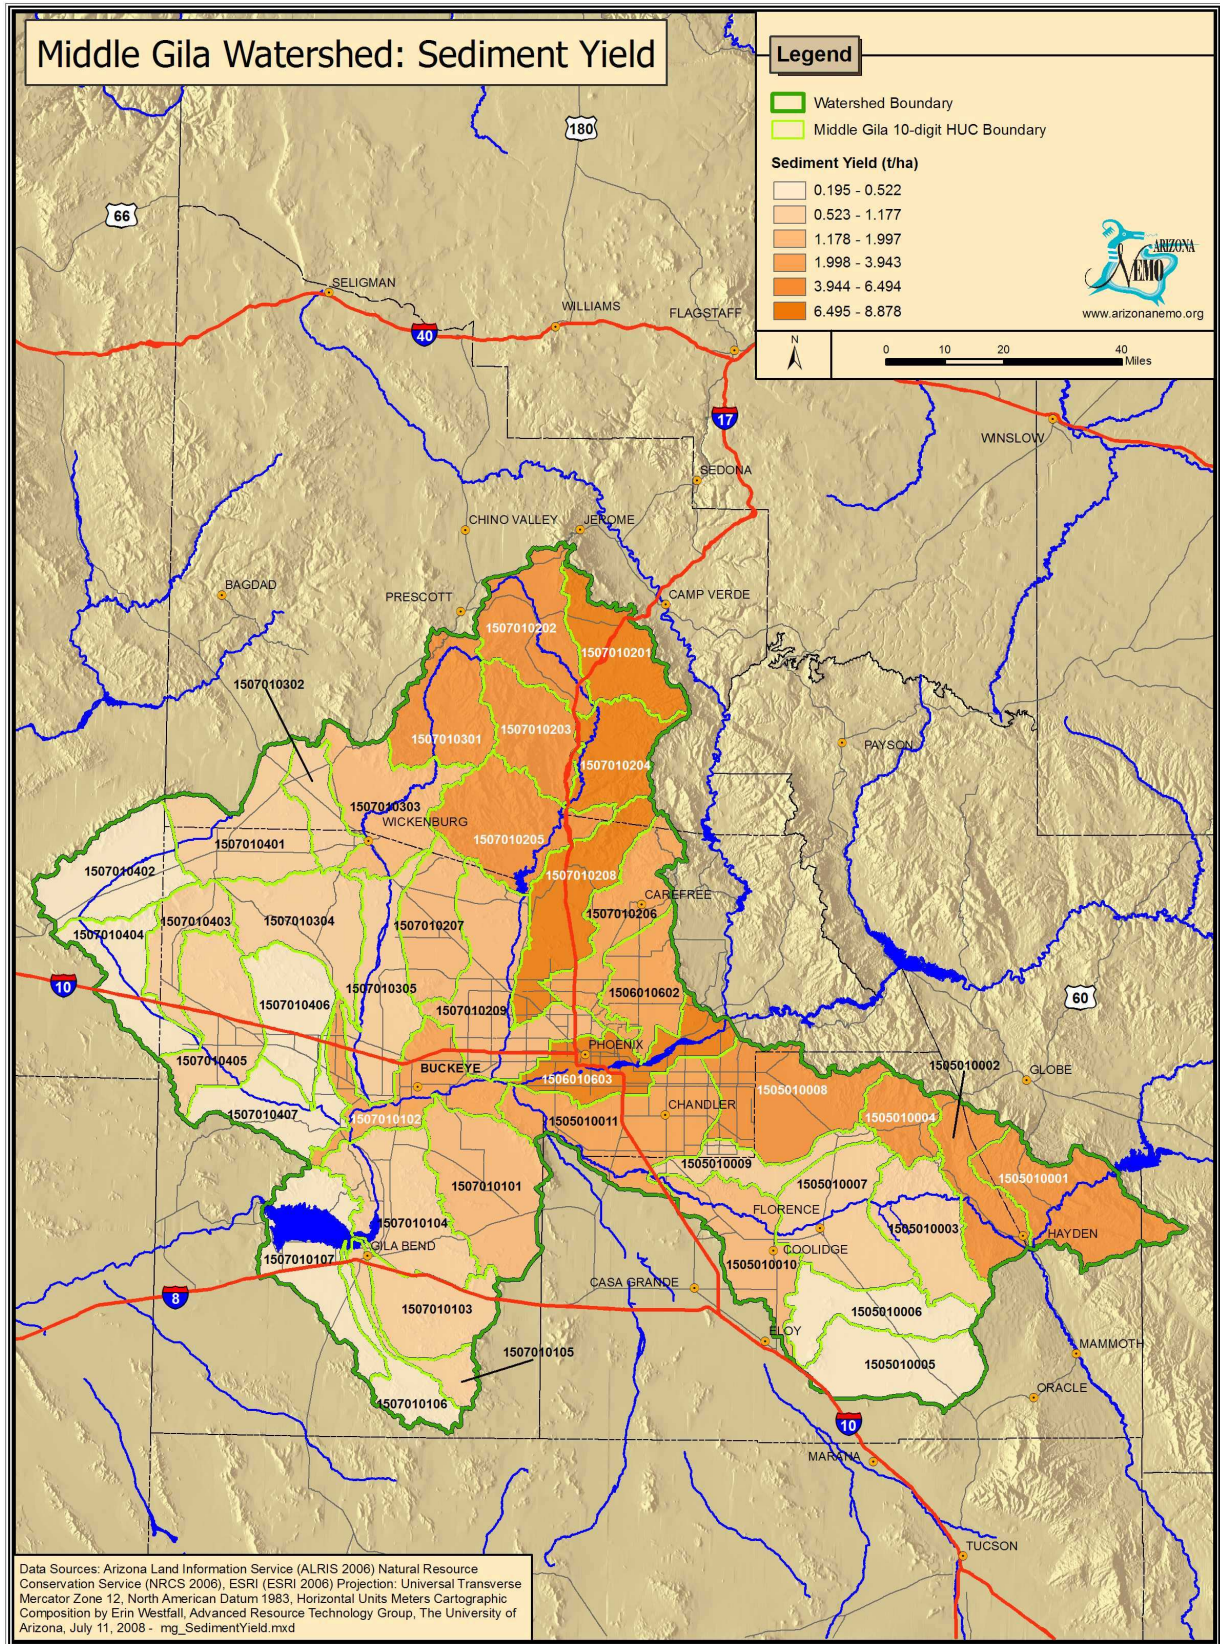 Middle Gila Watershed: Sediment Yield
Legend
Watershed Boundary
Middle Gila 10-digit HUC Boundary
Sediment Yield (t/ha)
0.195 - 0.522
0.523 - 1.177
1.178 - 1.997
1.998 - 3.943
3.944 - 6.494
6.495 - 8.878
ARIZONA
NEMO
www.arizonanemo.org
N
0 10 20 40
Miles
180
66
SELIGMAN
WILLIAMS
FLAGSTAFF
40
17
WINSLOW
SEDONA
CHINO VALLEY
JEROME
BAGDAD
PRESCOTT
CAMP VERDE
1507010202
1507010201
1507010302
1507010203
1507010301
PAYSON
1507010204
1507010303
WICKENBURG
1507010205
1507010401
1507010402
1507010208
CAREFREE
1507010206
1507010403
1507010304
1507010207
1507010404
10
1507010305
1506010602
60
1507010406
1507010209
PHOENIX
1507010405
BUCKEYE
1505010002
GLOBE
1506010603
1505010008
CHANDLER
1507010407
1507010102
1505010011
1505010004
1505010009
1505010001
1507010101
1505010007
FLORENCE
1507010104
1505010003
HAYDEN
GILA BEND
COOLIDGE
1507010107
1505010010
CASA GRANDE
8
1507010103
1505010006
ELOY
MAMMOTH
1507010105
1505010005
ORACLE
1507010106
10
MARANA
TUCSON
Data Sources: Arizona Land Information Service (ALRIS 2006) Natural Resource
Conservation Service (NRCS 2006), ESRI (ESRI 2006) Projection: Universal Transverse
Mercator Zone 12, North American Datum 1983, Horizontal Units Meters Cartographic
Composition by Erin Westfall, Advanced Resource Technology Group, The University of
Arizona, July 11, 2008 - mg_SedimentYield.mxd